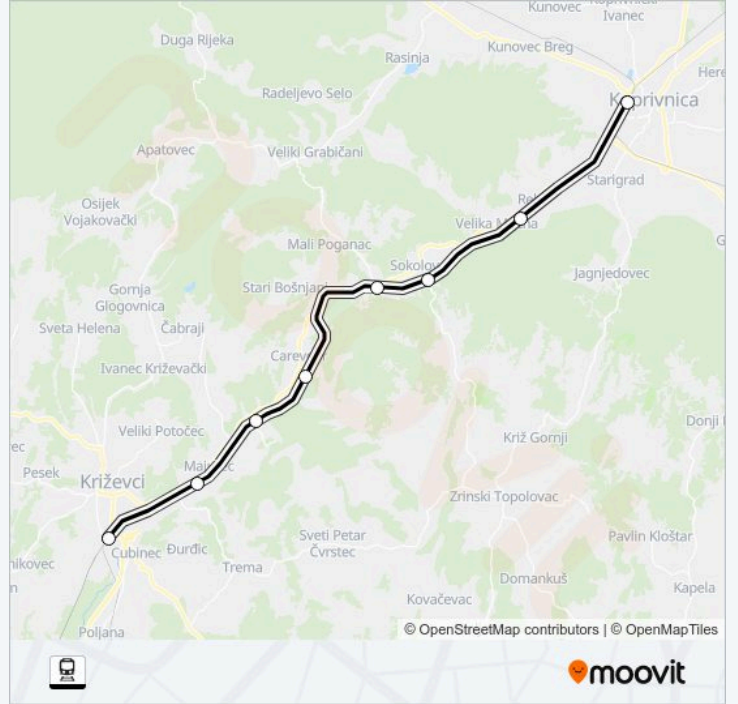 Kunovec
Ivanec
Duga Rijeka
Kunovec Breg
Rasinja
Radeljevo Selo
Koprivnica
Apatovec
Veliki Grabičani
Starigrad
Osijek
Vojakovački
Velika
Mali Poganac
Sokolov
Jagnjedovec
Gornja
Glogovnica
Stari Bošnjani
Sveta Helena
Čabraji
Carev
Ivanec Križevački
Veliki Potočec
Križ Gornji
Donji
Pesek
Križevci
Zrinski Topolovac
Sveti Petar
Čvrstec
Pavlin Kloštar
Cubinec
Đurđic
Trema
Domankuš
Kapela
Kovačevac
Poljana
© OpenStreetMap contributors | © OpenMapTiles
moovit